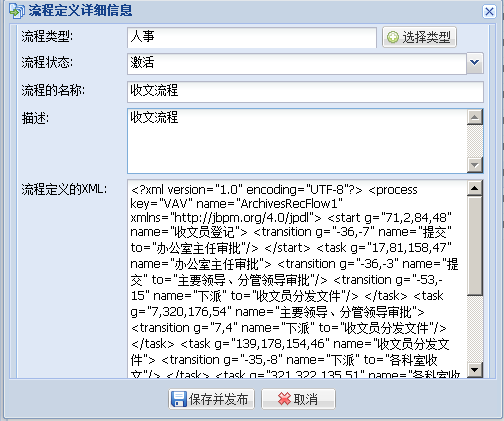 流程定义详细信息
流程类型: 人事 选择类型
流程状态: 激活
流程的名称: 收文流程
描述: 收文流程
流程定义的XML:
<?xml version="1.0" encoding="UTF-8"?> <process
key="VAV" name="ArchivesRecFlow1"
xmlns="http://jbpm.org/4.0/jpdl"> <start g="71,2,84,48"
name="收文员登记"> <transition g="-36,-7" name="提交"
to="办公室主任审批"/> </start> <task g="17,81,158,47"
name="办公室主任审批"> <transition g="-36,-3" name="提
交" to="主要领导、分管领导审批"/> <transition g="-53,
-15" name="下派" to="收文员分发文件"/> </task> <task
g="7,320,176,54" name="主要领导、分管领导审批">
<transition g="7,4" name="下派" to="收文员分发文件"/>
</task> <task g="139,178,154,46" name="收文员分发文
件"> <transition g="-35,-8" name="下派" to="各科室收
文"/> </task> <task g="321,322,135,51" name="各科室收
保存并发布 取消